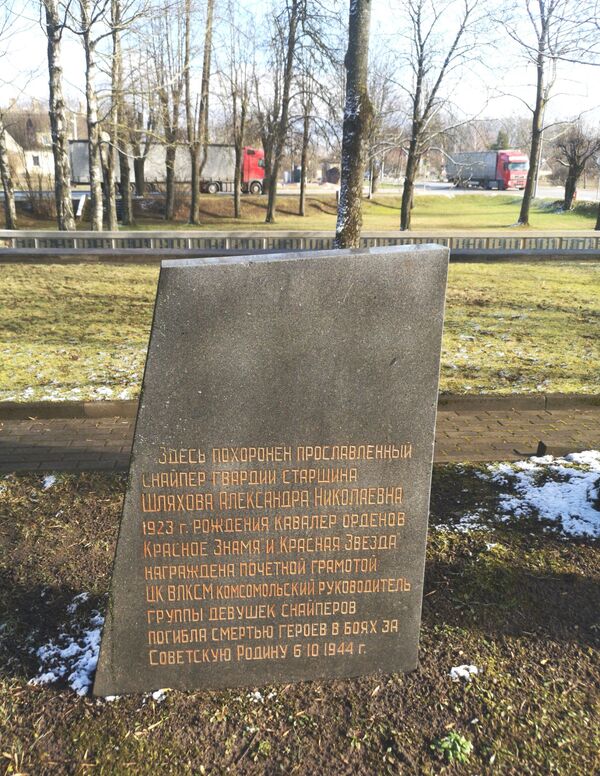 Здесь похоронен прославленный
снайпер гвардии старшина
Шляхова Александра Николаевна
1923 г. рождения кавалер орденов
Красное Знамя и Красная Звезда
награждена почетной грамотой
ЦК ВЛКСМ комсомольский руководитель
группы девушек снайперов
погибла смертью героев в боях за
Советскую Родину 6 10 1944 г.